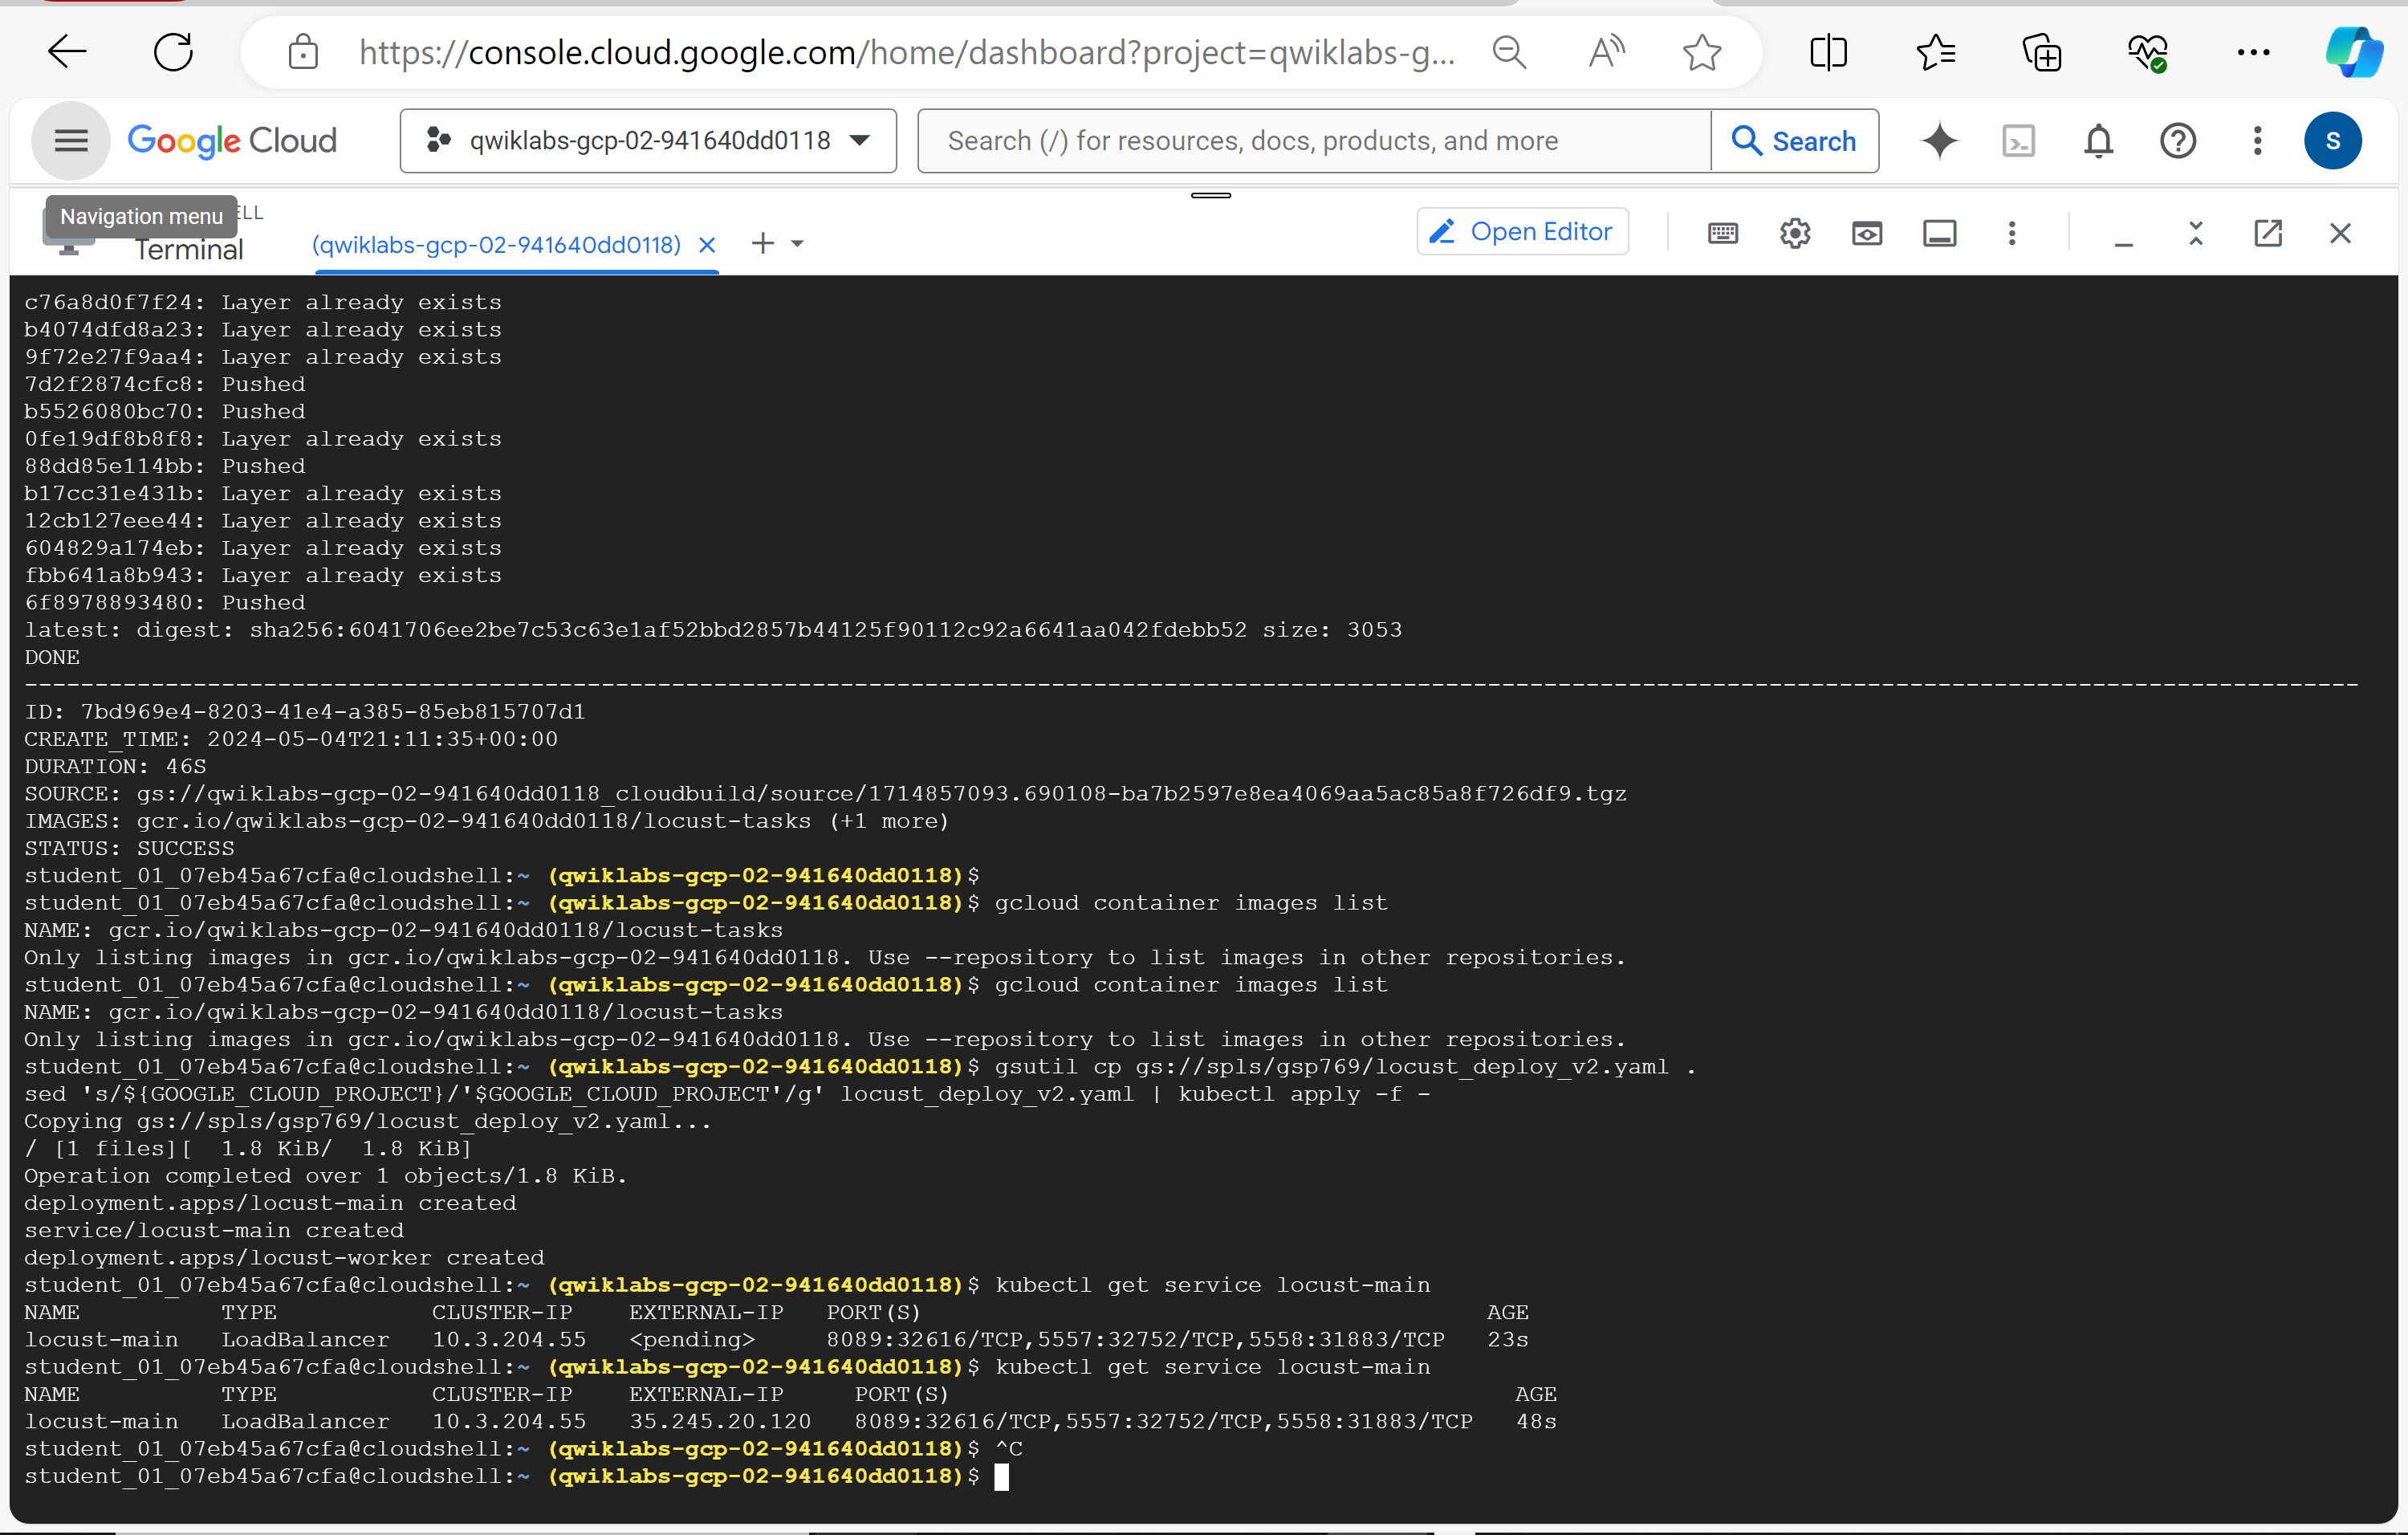 https://console.cloud.google.com/home/dashboard?project=qwiklabs-g...
Google Cloud
qwiklabs-gcp-02-941640dd0118
Search (/) for resources, docs, products, and more
Search
S
Navigation menu
ELL
Terminal
(qwiklabs-gcp-02-941640dd0118)
Open Editor
c76a8d0f7f24: Layer already exists
b4074dfd8a23: Layer already exists
9f72e27f9aa4: Layer already exists
7d2f2874cfc8: Pushed
b5526080bc70: Pushed
0fe19df8b8f8: Layer already exists
88dd85e114bb: Pushed
b17cc31e431b: Layer already exists
12cb127eee44: Layer already exists
604829a174eb: Layer already exists
fbb641a8b943: Layer already exists
6f8978893480: Pushed
latest: digest: sha256:6041706ee2be7c53c63e1af52bbd2857b44125f90112c92a6641aa042fdebb52 size: 3053
DONE
ID: 7bd969e4-8203-41e4-a385-85eb815707d1
CREATE_TIME: 2024-05-04T21:11:35+00:00
DURATION: 46S
SOURCE: gs://qwiklabs-gcp-02-941640dd0118_cloudbuild/source/1714857093.690108-ba7b2597e8ea4069aa5ac85a8f726df9.tgz
IMAGES: gcr.io/qwiklabs-gcp-02-941640dd0118/locust-tasks (+1 more)
STATUS: SUCCESS
student_01_07eb45a67cfa@cloudshell:~ (qwiklabs-gcp-02-941640dd0118)$
student_01_07eb45a67cfa@cloudshell:~ (qwiklabs-gcp-02-941640dd0118)$ gcloud container images list
NAME: gcr.io/qwiklabs-gcp-02-941640dd0118/locust-tasks
Only listing images in gcr.io/qwiklabs-gcp-02-941640dd0118. Use --repository to list images in other repositories.
student_01_07eb45a67cfa@cloudshell:~ (qwiklabs-gcp-02-941640dd0118)$ gcloud container images list
NAME: gcr.io/qwiklabs-gcp-02-941640dd0118/locust-tasks
Only listing images in gcr.io/qwiklabs-gcp-02-941640dd0118. Use --repository to list images in other repositories.
student_01_07eb45a67cfa@cloudshell:~ (qwiklabs-gcp-02-941640dd0118)$ gsutil cp gs://spls/gsp769/locust_deploy_v2.yaml .
sed 's/${GOOGLE_CLOUD_PROJECT}/'$GOOGLE_CLOUD_PROJECT'/g' locust_deploy_v2.yaml | kubectl apply -f -
Copying gs://spls/gsp769/locust_deploy_v2.yaml...
/ [1 files][ 1.8 KiB/ 1.8 KiB]
Operation completed over 1 objects/1.8 KiB.
deployment.apps/locust-main created
service/locust-main created
deployment.apps/locust-worker created
student_01_07eb45a67cfa@cloudshell:~ (qwiklabs-gcp-02-941640dd0118)$ kubectl get service locust-main
NAME TYPE CLUSTER-IP EXTERNAL-IP PORT(S) AGE
locust-main LoadBalancer 10.3.204.55 <pending> 8089:32616/TCP,5557:32752/TCP,5558:31883/TCP 23s
student_01_07eb45a67cfa@cloudshell:~ (qwiklabs-gcp-02-941640dd0118)$ kubectl get service locust-main
NAME TYPE CLUSTER-IP EXTERNAL-IP PORT(S) AGE
locust-main LoadBalancer 10.3.204.55 35.245.20.120 8089:32616/TCP,5557:32752/TCP,5558:31883/TCP 48s
student_01_07eb45a67cfa@cloudshell:~ (qwiklabs-gcp-02-941640dd0118)$ ^C
student_01_07eb45a67cfa@cloudshell:~ (qwiklabs-gcp-02-941640dd0118)$